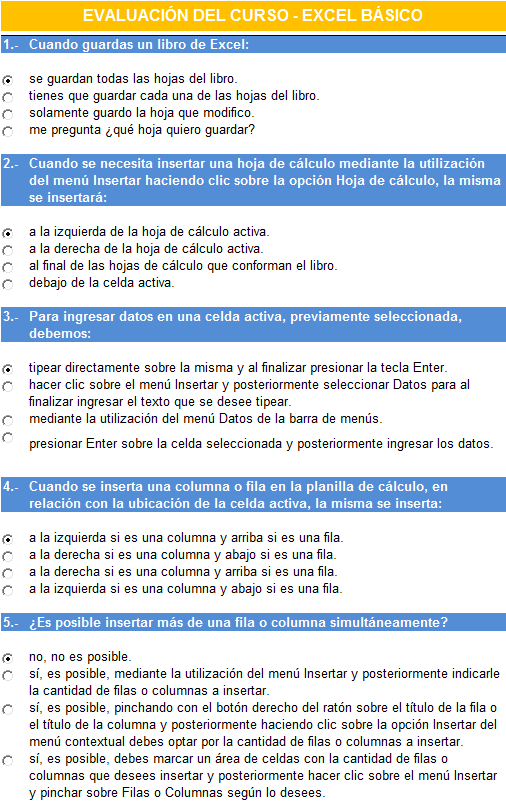 EVALUACIÓN DEL CURSO - EXCEL BÁSICO
1.- Cuando guardas un libro de Excel:
se guardan todas las hojas del libro.
tienes que guardar cada una de las hojas del libro.
solamente guardo la hoja que modifico.
me pregunta ¿qué hoja quiero guardar?
2.- Cuando se necesita insertar una hoja de cálculo mediante la utilización
del menú Insertar haciendo clic sobre la opción Hoja de cálculo, la misma
se insertará:
a la izquierda de la hoja de cálculo activa.
a la derecha de la hoja de cálculo activa.
al final de las hojas de cálculo que conforman el libro.
debajo de la celda activa.
3.- Para ingresar datos en una celda activa, previamente seleccionada,
debemos:
tipear directamente sobre la misma y al finalizar presionar la tecla Enter.
hacer clic sobre el menú Insertar y posteriormente seleccionar Datos para al
finalizar ingresar el texto que se desee tipear.
mediante la utilización del menú Datos de la barra de menús.
presionar Enter sobre la celda seleccionada y posteriormente ingresar los datos.
4.- Cuando se inserta una columna o fila en la planilla de cálculo, en
relación con la ubicación de la celda activa, la misma se inserta:
a la izquierda si es una columna y arriba si es una fila.
a la derecha si es una columna y abajo si es una fila.
a la derecha si es una columna y arriba si es una fila.
a la izquierda si es una columna y abajo si es una fila.
5.- ¿Es posible insertar más de una fila o columna simultáneamente?
no, no es posible.
sí, es posible, mediante la utilización del menú Insertar y posteriormente indicarle
la cantidad de filas o columnas a insertar.
sí, es posible, pinchando con el botón derecho del ratón sobre el título de la fila o
el título de la columna y posteriormente haciendo clic sobre la opción Insertar del
menú contextual debes optar por la cantidad de filas o columnas a insertar.
sí, es posible, debes marcar un área de celdas con la cantidad de filas o
columnas que desees insertar y posteriormente hacer clic sobre el menú Insertar
y pinchar sobre Filas o Columnas según lo desees.